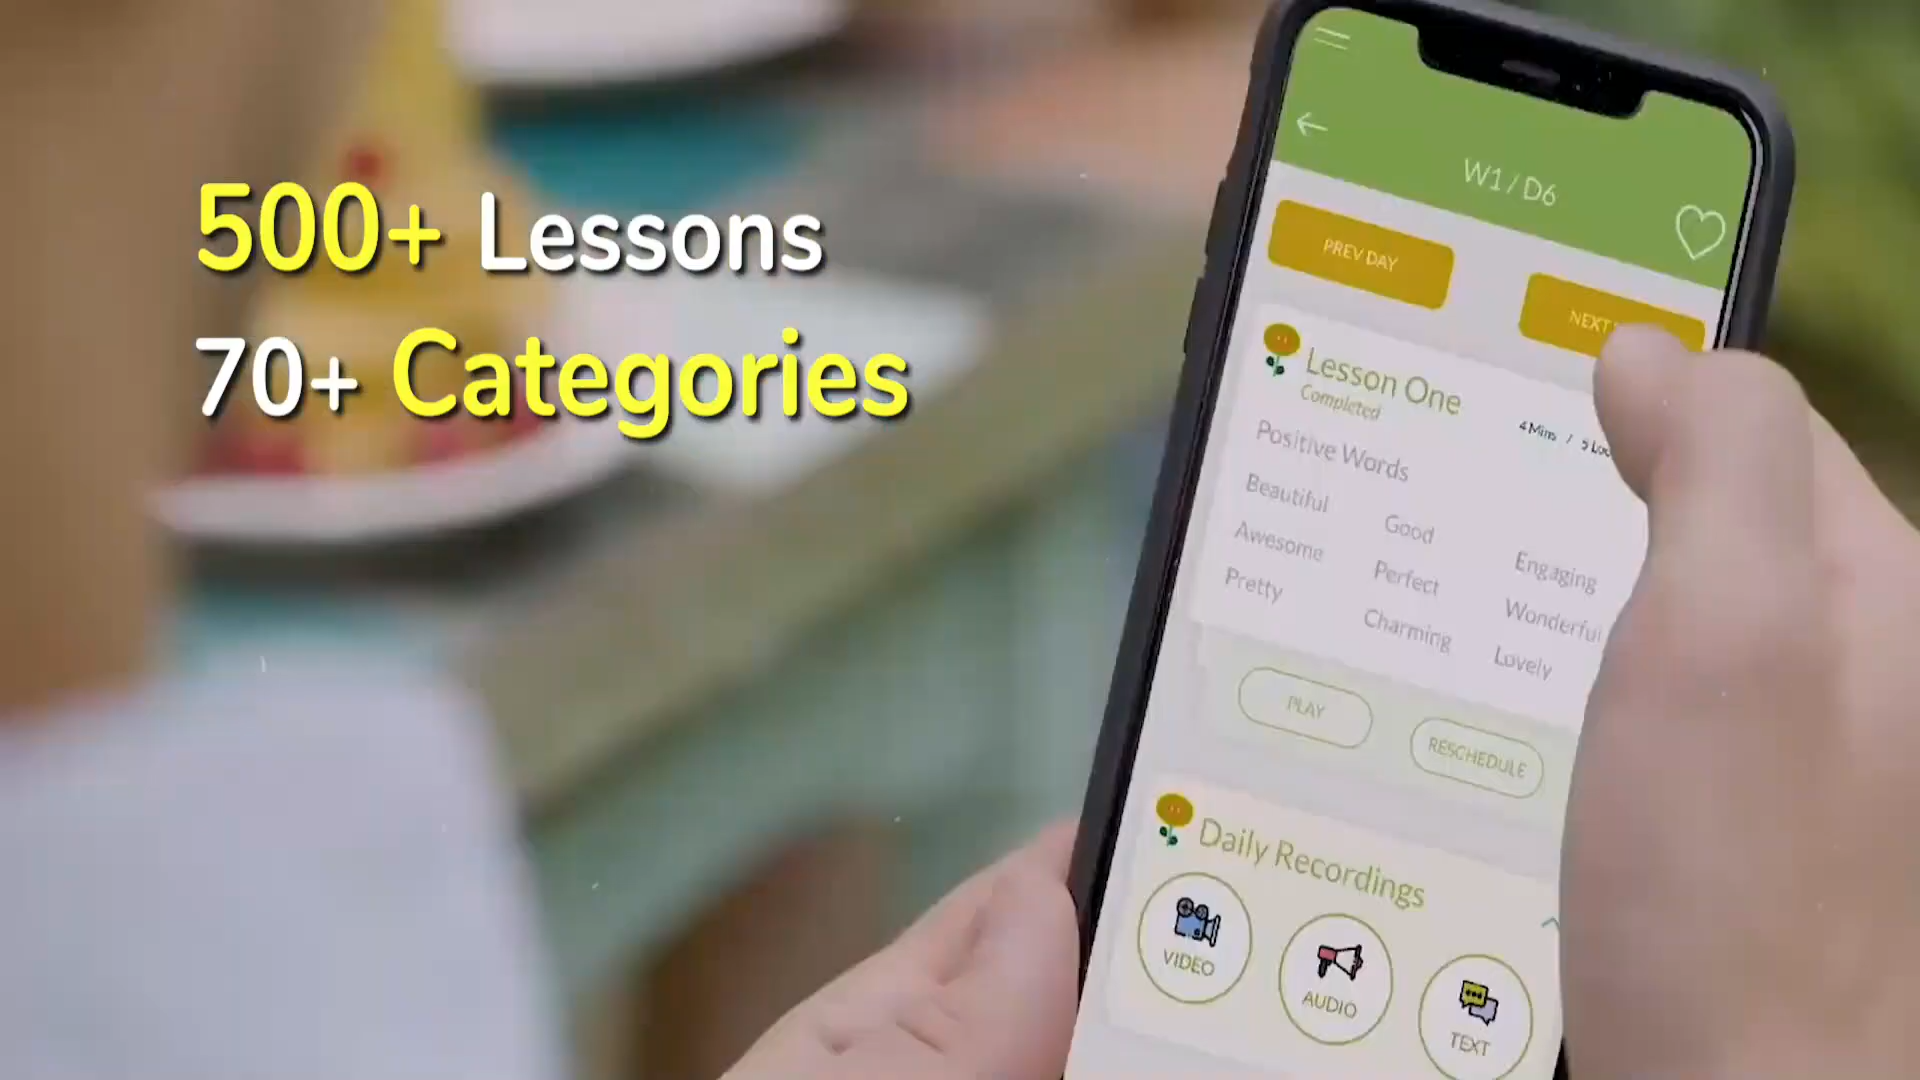 500+ Lessons
70+ Categories
W1 / D6
PREV DAY
NEXT
Lesson One
Completed
4 Mins /
Positive Words
Beautiful Good Engaging
Awesome Perfect Wonderful
Pretty Charming Lovely
PLAY
RESCHEDULE
Daily Recordings
VIDEO
AUDIO
TEXT